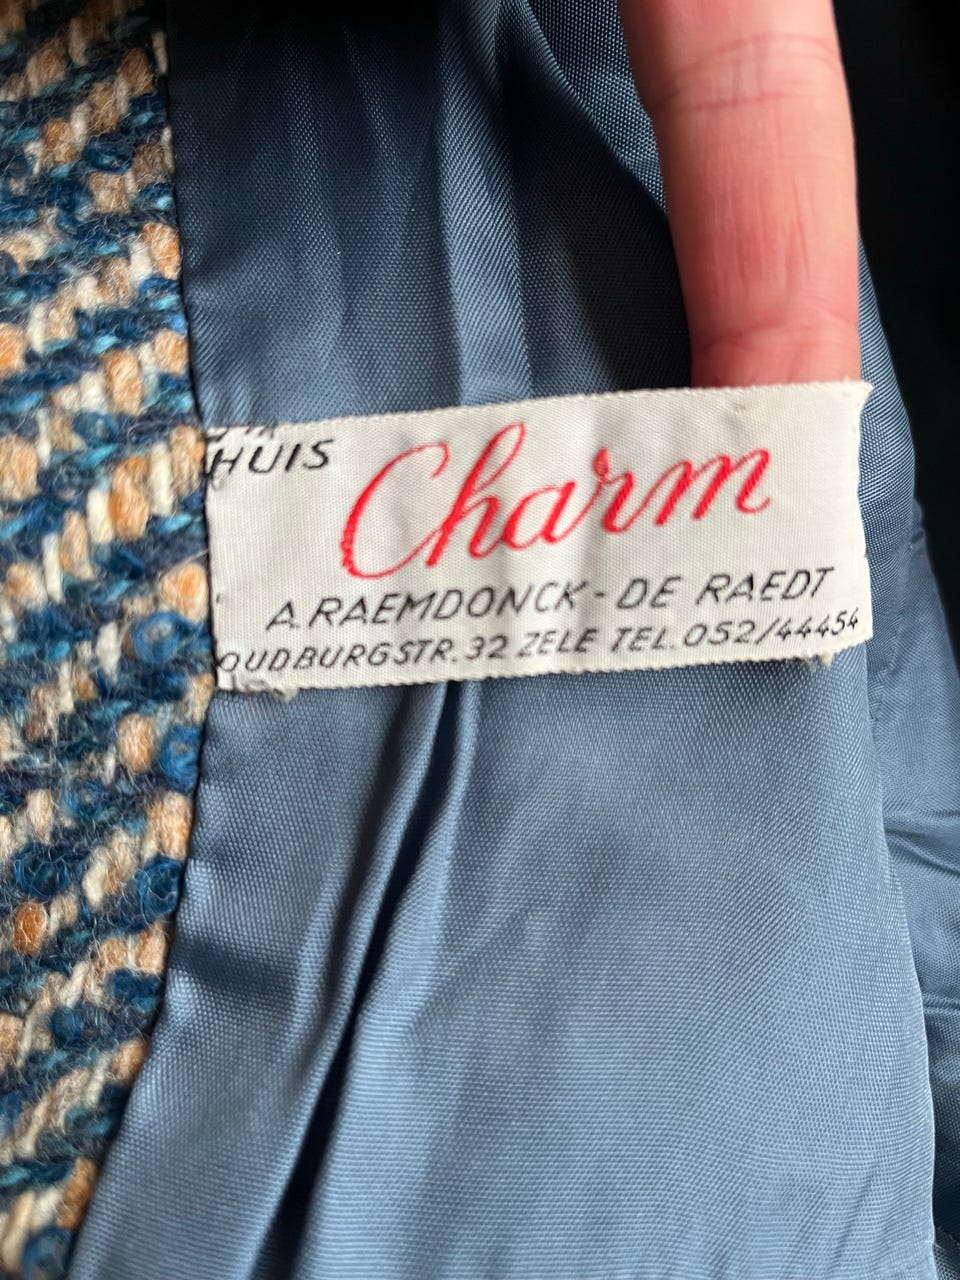 HUIS
Charm
A. RAEMDONCK - DE RAEDT
OUDBURGSTR. 32 ZELE TEL. 052/44454